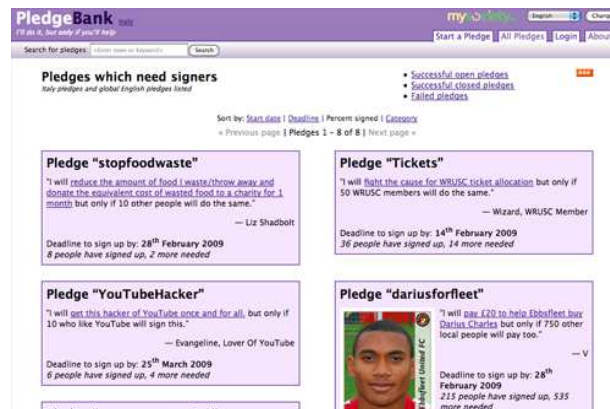 PledgeBank Italy
I'll do it, but only if you'll help
mySociety
English
Start a Pledge All Pledges Login About
Search for pledges: Search
Pledges which need signers
Italy pledges and global English pledges listed
Successful open pledges
Successful closed pledges
Failed pledges
Sort by: Start date | Deadline | Percent signed | Category
« Previous page | Pledges 1 – 8 of 8 | Next page »
Pledge “stopfoodwaste”
"I will reduce the amount of food I waste/throw away and
donate the equivalent cost of wasted food to a charity for 1
month but only if 10 other people will do the same."
— Liz Shadbolt
Deadline to sign up by: 28th February 2009
8 people have signed up, 2 more needed
Pledge “Tickets”
"I will fight the cause for WRUSC ticket allocation but only if
50 WRUSC members will do the same."
— Wizard, WRUSC Member
Deadline to sign up by: 14th February 2009
36 people have signed up, 14 more needed
Pledge “YouTubeHacker”
"I will get this hacker of YouTube once and for all, but only if
10 who like YouTube will sign this."
— Evangeline, Lover Of YouTube
Deadline to sign up by: 25th March 2009
6 people have signed up, 4 more needed
Pledge “dariusforfleet”
"I will pay £20 to help Ebbsfleet buy
Darius Charles but only if 750 other
local people will pay too."
— V
Deadline to sign up by: 28th
February 2009
215 people have signed up, 535
more needed
Ebbsfleet United FC